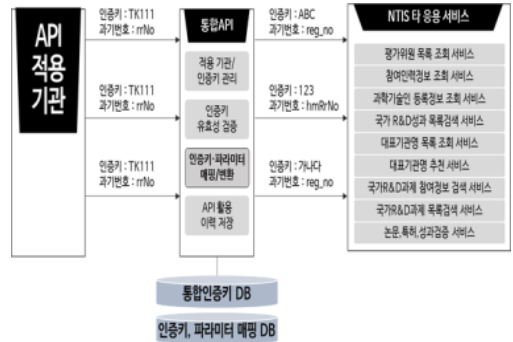 API
적용
기관
인증키 : TK111
과기번호 : rrNo
인증키 : TK111
과기번호 : rrNo
인증키 : TK111
과기번호 : rrNo
통합API
적용 기관/
인증키 관리
인증키
유효성 검증
인증키·파라미터
매핑/변환
API 활용
이력 저장
인증키 : ABC
과기번호 : reg_no
인증키 : 123
과기번호 : hmRrNo
인증키 : 가나다
과기번호 : reg_no
NTIS 타 응용 서비스
평가위원 목록 조회 서비스
참여인력정보 조회 서비스
과학기술인 등록정보 조회 서비스
국가 R&D성과 목록검색 서비스
대표기관명 목록 조회 서비스
대표기관명 추천 서비스
국가R&D과제 참여정보 검색 서비스
국가R&D과제 목록검색 서비스
논문,특허,성과검증 서비스
통합인증키 DB
인증키, 파라미터 매핑 DB